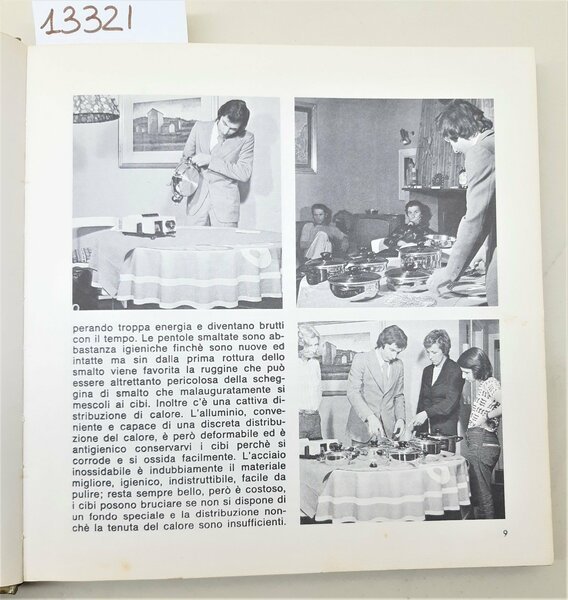 13321
perando troppa energia e diventano brutti
con il tempo. Le pentole smaltate sono ab-
bastanza igieniche finchè sono nuove ed
intatte ma sin dalla prima rottura dello
smalto viene favorita la ruggine che può
essere altrettanto pericolosa della scheg-
gina di smalto che malauguratamente si
mescoli ai cibi. Inoltre c'è una cattiva di-
stribuzione di calore. L'alluminio, conve-
niente e capace di una discreta distribu-
zione del calore, è però deformabile ed è
antigienico conservarvi i cibi perchè si
corrode e si ossida facilmente. L'acciaio
inossidabile è indubbiamente il materiale
migliore, igienico, indistruttibile, facile da
pulire; resta sempre bello, però è costoso,
i cibi posono bruciare se non si dispone di
un fondo speciale e la distribuzione non-
chè la tenuta del calore sono insufficienti.
9